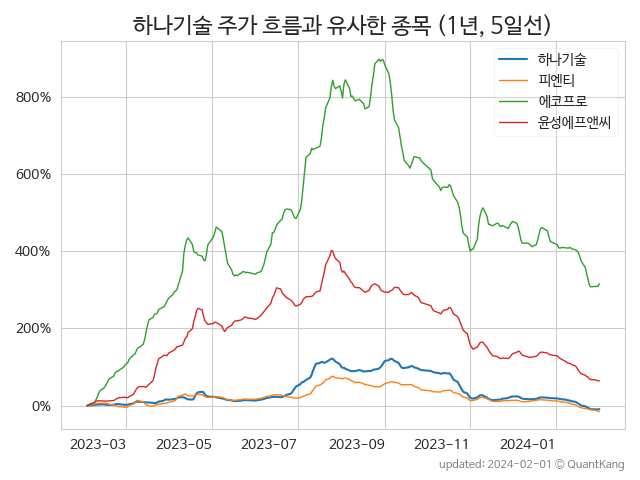 하나기술 주가 흐름과 유사한 종목 (1년, 5일선)
하나기술
피엔티
에코프로
윤성에프앤씨
800%
600%
400%
200%
0%
2023-03 2023-05 2023-07 2023-09 2023-11 2024-01
updated: 2024-02-01 © QuantKang